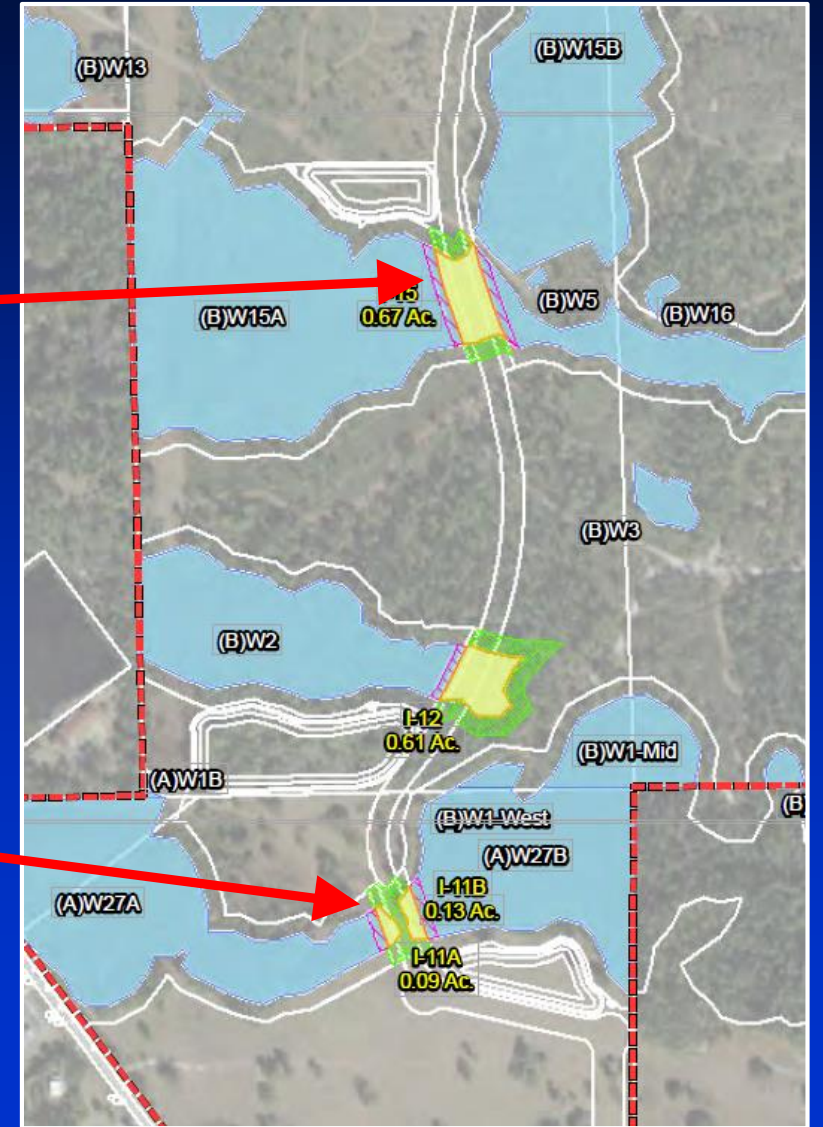 (B)W13
(B)W15B
(B)W15A
0.67 Ac.
(B)W5
(B)W16
(B)W3
(B)W2
I-12
0.61 Ac.
(B)W1-Mid
(A)W1B
(B)W1-West
(A)W27B
(A)W27A
I-11B
0.13 Ac.
I-11A
0.09 Ac.